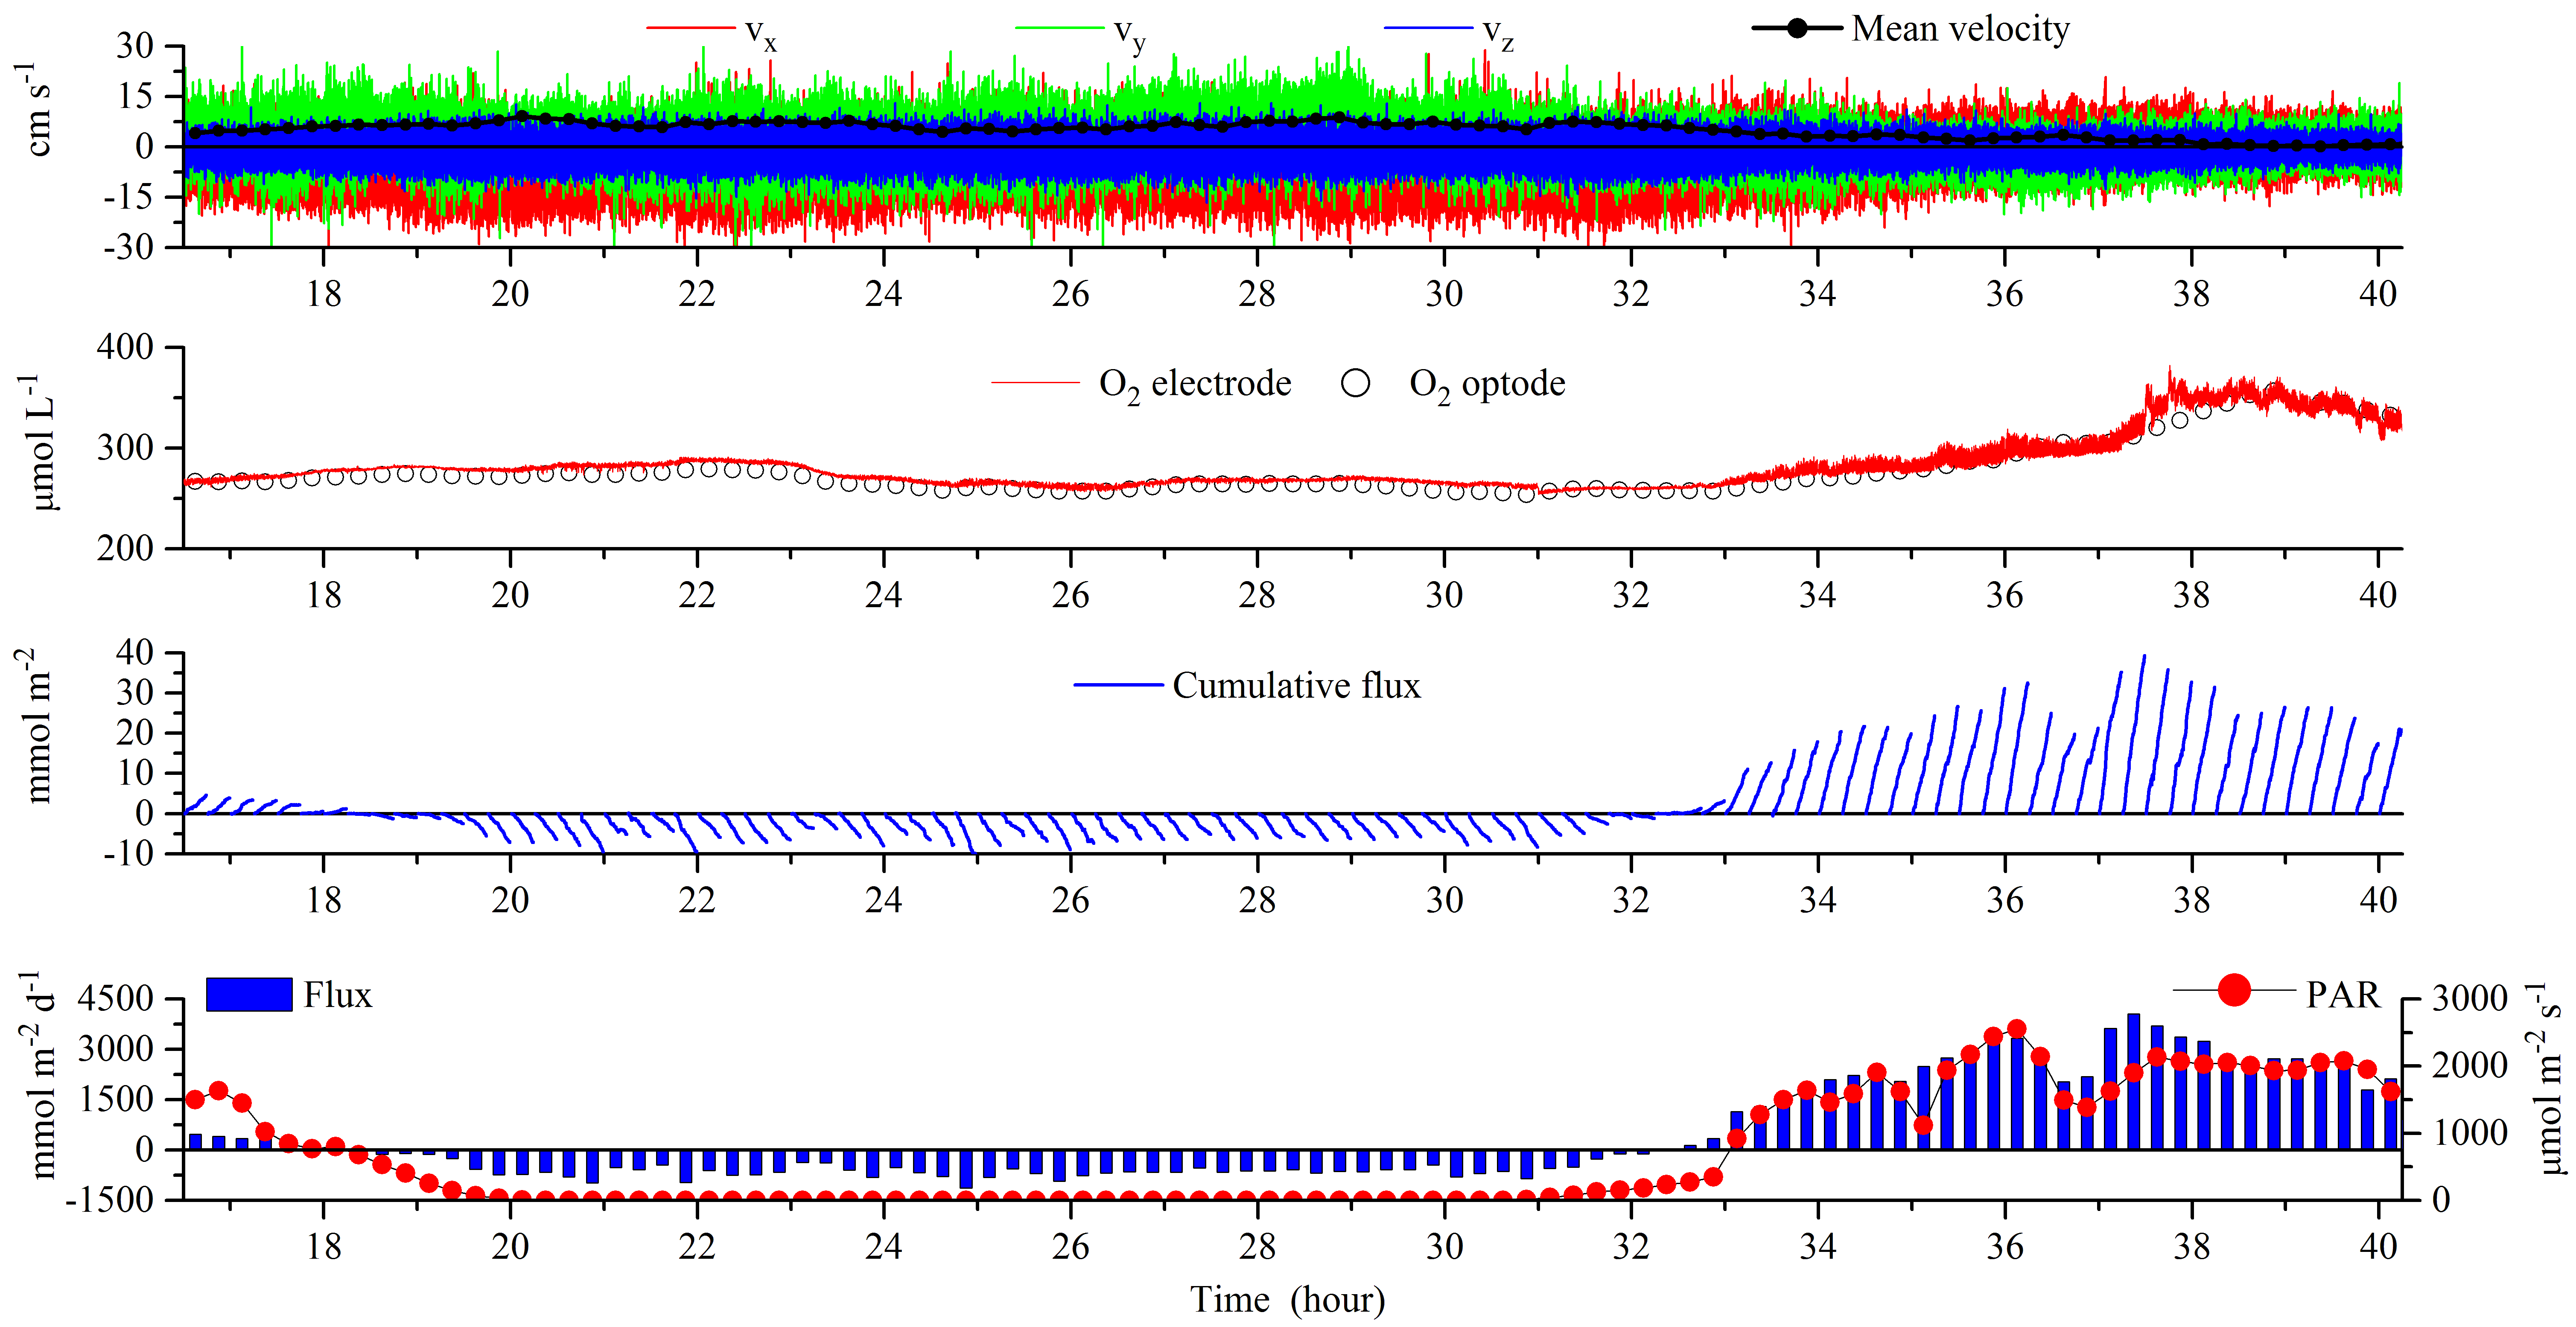 v_x v_y v_z Mean velocity
30
15
0
-15
-30
cm s^-1
18 20 22 24 26 28 30 32 34 36 38 40
400
300
200
µmol L^-1
O_2 electrode O_2 optode
18 20 22 24 26 28 30 32 34 36 38 40
40
30
20
10
0
-10
mmol m^-2
Cumulative flux
18 20 22 24 26 28 30 32 34 36 38 40
Flux PAR
4500
3000
1500
0
-1500
mmol m^-2 d^-1
3000
2000
1000
0
µmol m^-2 s^-1
18 20 22 24 26 28 30 32 34 36 38 40
Time (hour)